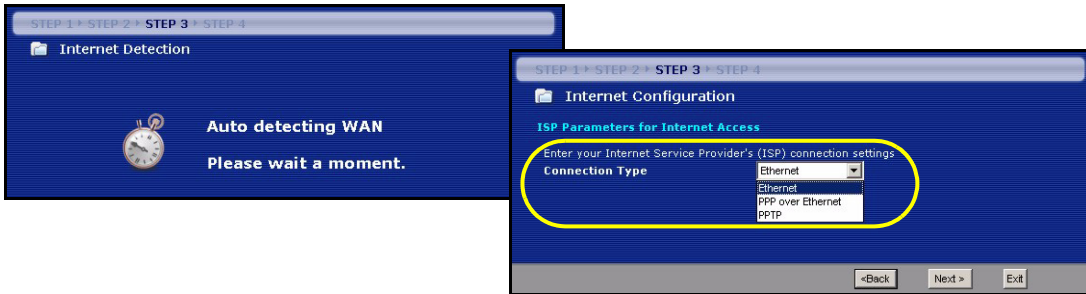 STEP 1 ▸ STEP 2 ▸ STEP 3 ▸ STEP 4
Internet Detection
Auto detecting WAN
Please wait a moment.
STEP 1 ▸ STEP 2 ▸ STEP 3 ▸ STEP 4
Internet Configuration
ISP Parameters for Internet Access
Enter your Internet Service Provider's (ISP) connection settings
Connection Type Ethernet
Ethernet
PPP over Ethernet
PPTP
<Back Next > Exit